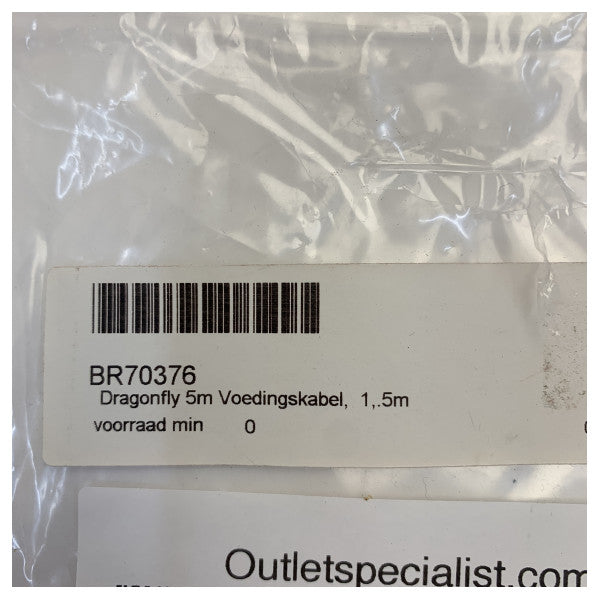 BR70376
Dragonfly 5m Voedingskabel, 1,.5m
voorraad min 0
Outletspecialist.com